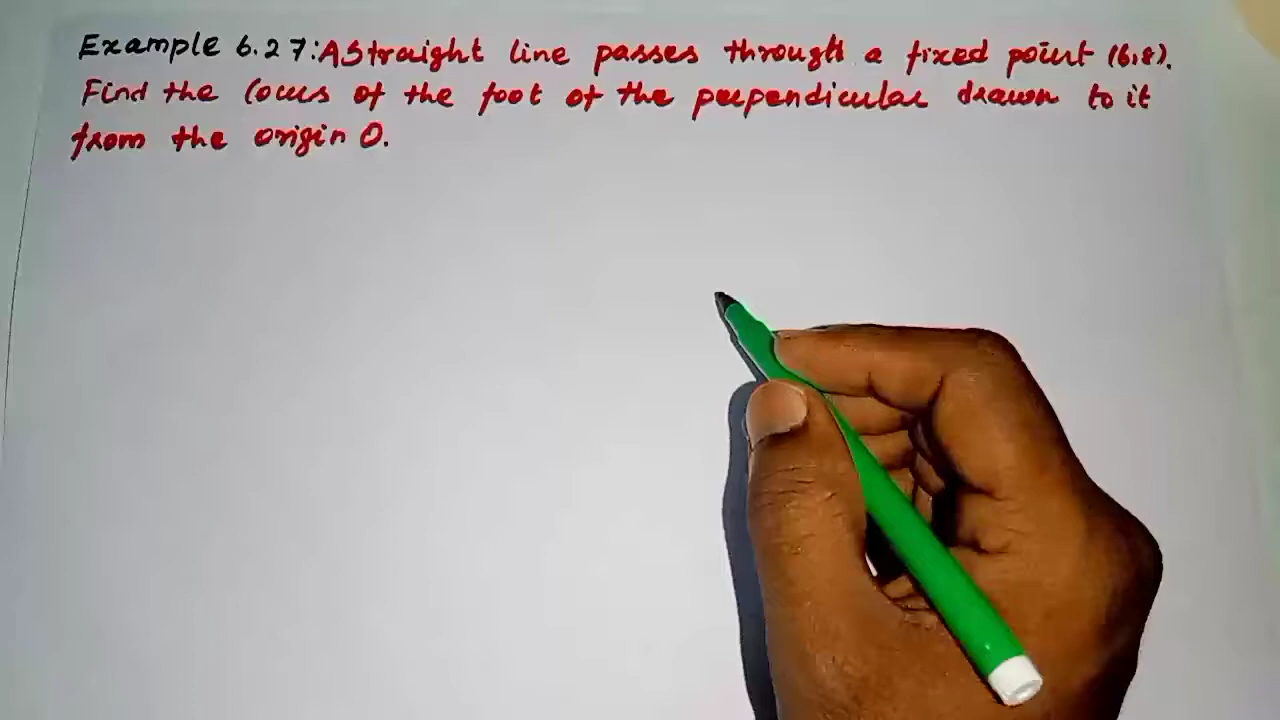 Example 6.27: A Straight line passes through a fixed point (6,8).
Find the locus of the foot of the perpendicular drawn to it
from the origin O.